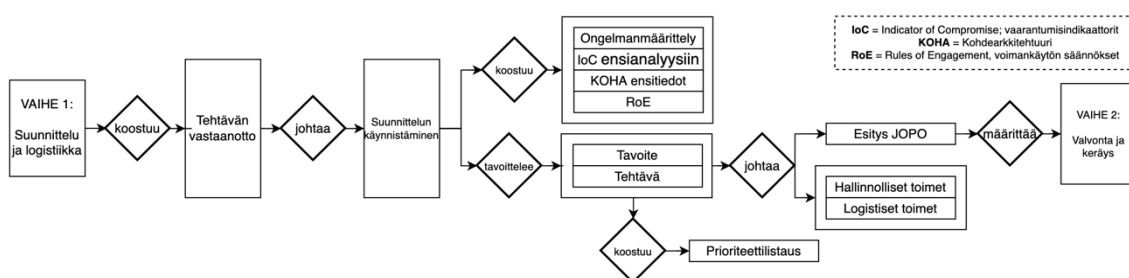 VAIHE 1:
Suunnittelu
ja logistiikka
koostuu
Tehtävän
vastaanotto
johtaa
Suunnittelun
käynnistäminen
koostuu
Ongelmanmäärittely
IoC ensianalyysiin
KOHA ensitiedot
RoE
tavoittelee
Tavoite
Tehtävä
koostuu
Prioriteettilistaus
johtaa
Esitys JOPO
Hallinnolliset toimet
Logistiset toimet
määrittää
VAIHE 2:
Valvonta ja
keräys
IoC = Indicator of Compromise; vaarantumisindikaattorit
KOHA = Kohdearkkitehtuuri
RoE = Rules of Engagement, voimankäytön säännökset